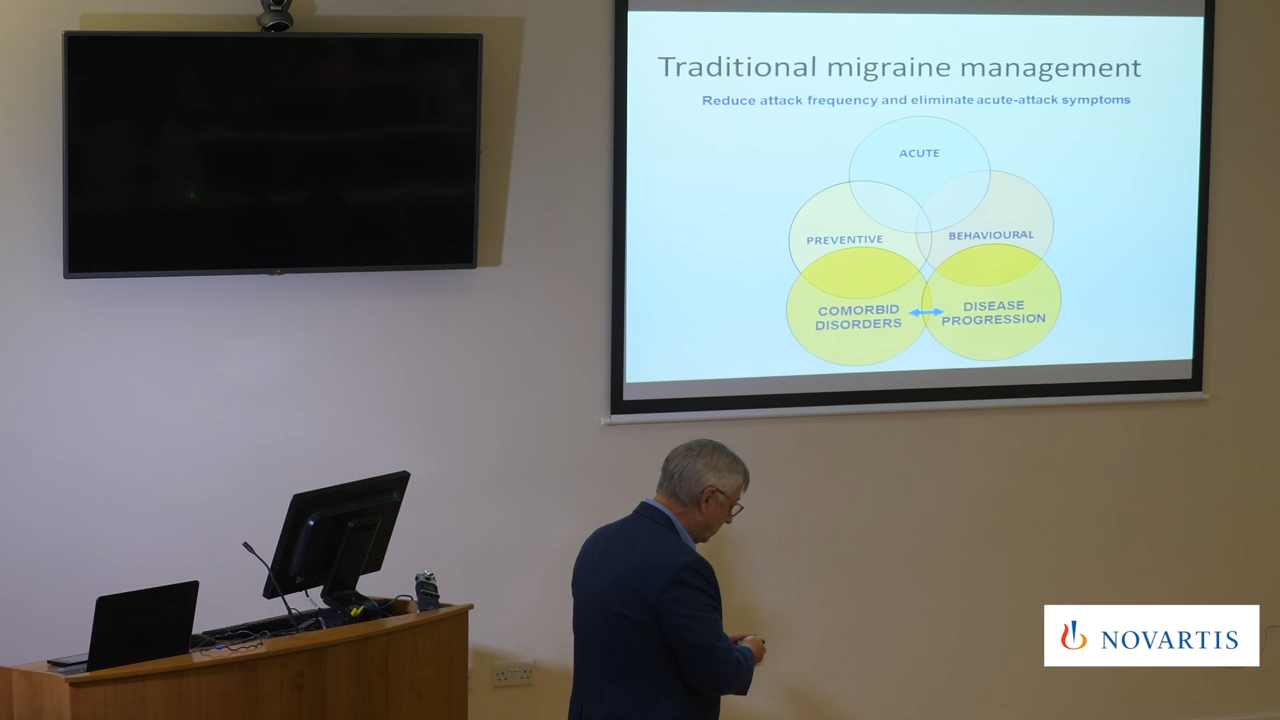 Traditional migraine management
Reduce attack frequency and eliminate acute-attack symptoms
ACUTE
PREVENTIVE
BEHAVIOURAL
COMORBID
DISORDERS
DISEASE
PROGRESSION
NOVARTIS